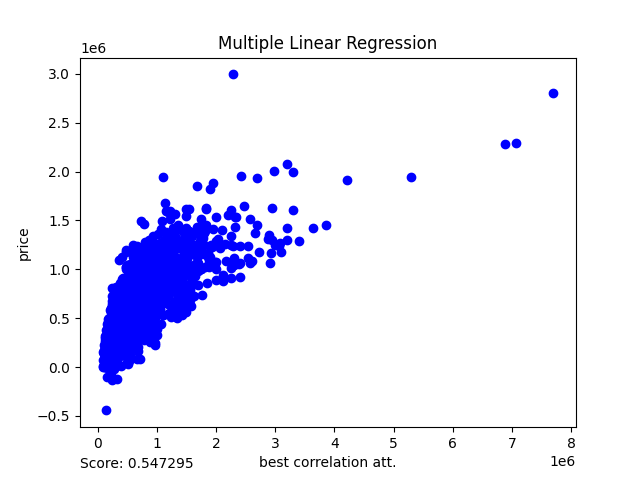 Multiple Linear Regression
1e6
3.0
2.5
2.0
1.5
1.0
0.5
0.0
−0.5
price
0 1 2 3 4 5 6 7 8
1e6
best correlation att.
Score: 0.547295